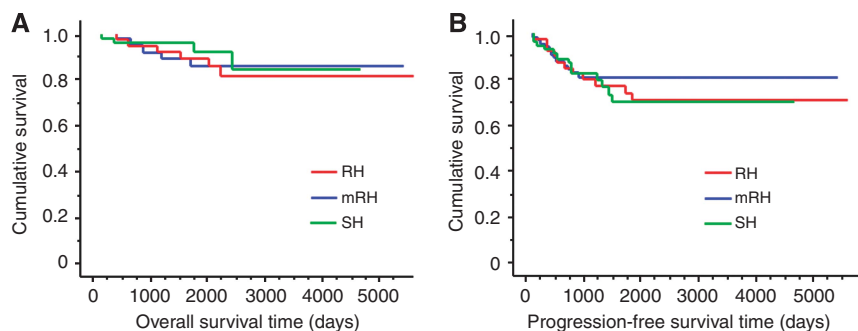 A
Cumulative survival
1.0
0.8
0.6
0.4
0.2
0
RH
mRH
SH
0 1000 2000 3000 4000 5000
Overall survival time (days)
B
Cumulative survival
1.0
0.8
0.6
0.4
0.2
0
RH
mRH
SH
0 1000 2000 3000 4000 5000
Progression-free survival time (days)